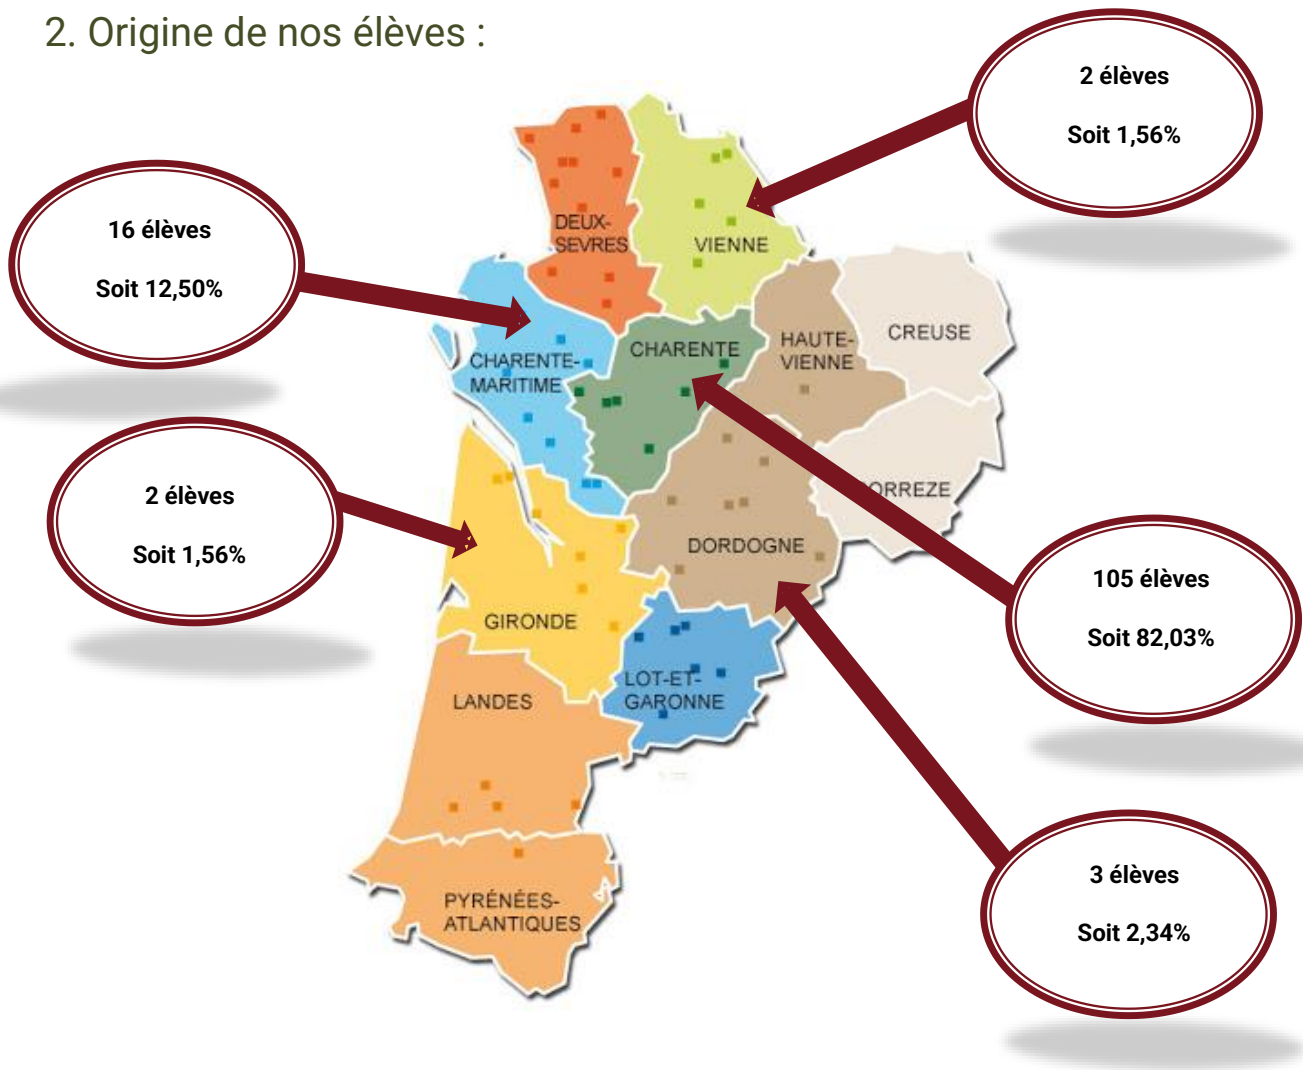 2. Origine de nos élèves :
2 élèves
Soit 1,56%
16 élèves
Soit 12,50%
DEUX-
SEVRES
VIENNE
CHARENTE-
MARITIME
CHARENTE
HAUTE-
VIENNE
CREUSE
2 élèves
Soit 1,56%
ORREZE
DORDOGNE
GIRONDE
105 élèves
Soit 82,03%
LOT-ET-
GARONNE
LANDES
3 élèves
Soit 2,34%
PYRÉNÉES-
ATLANTIQUES